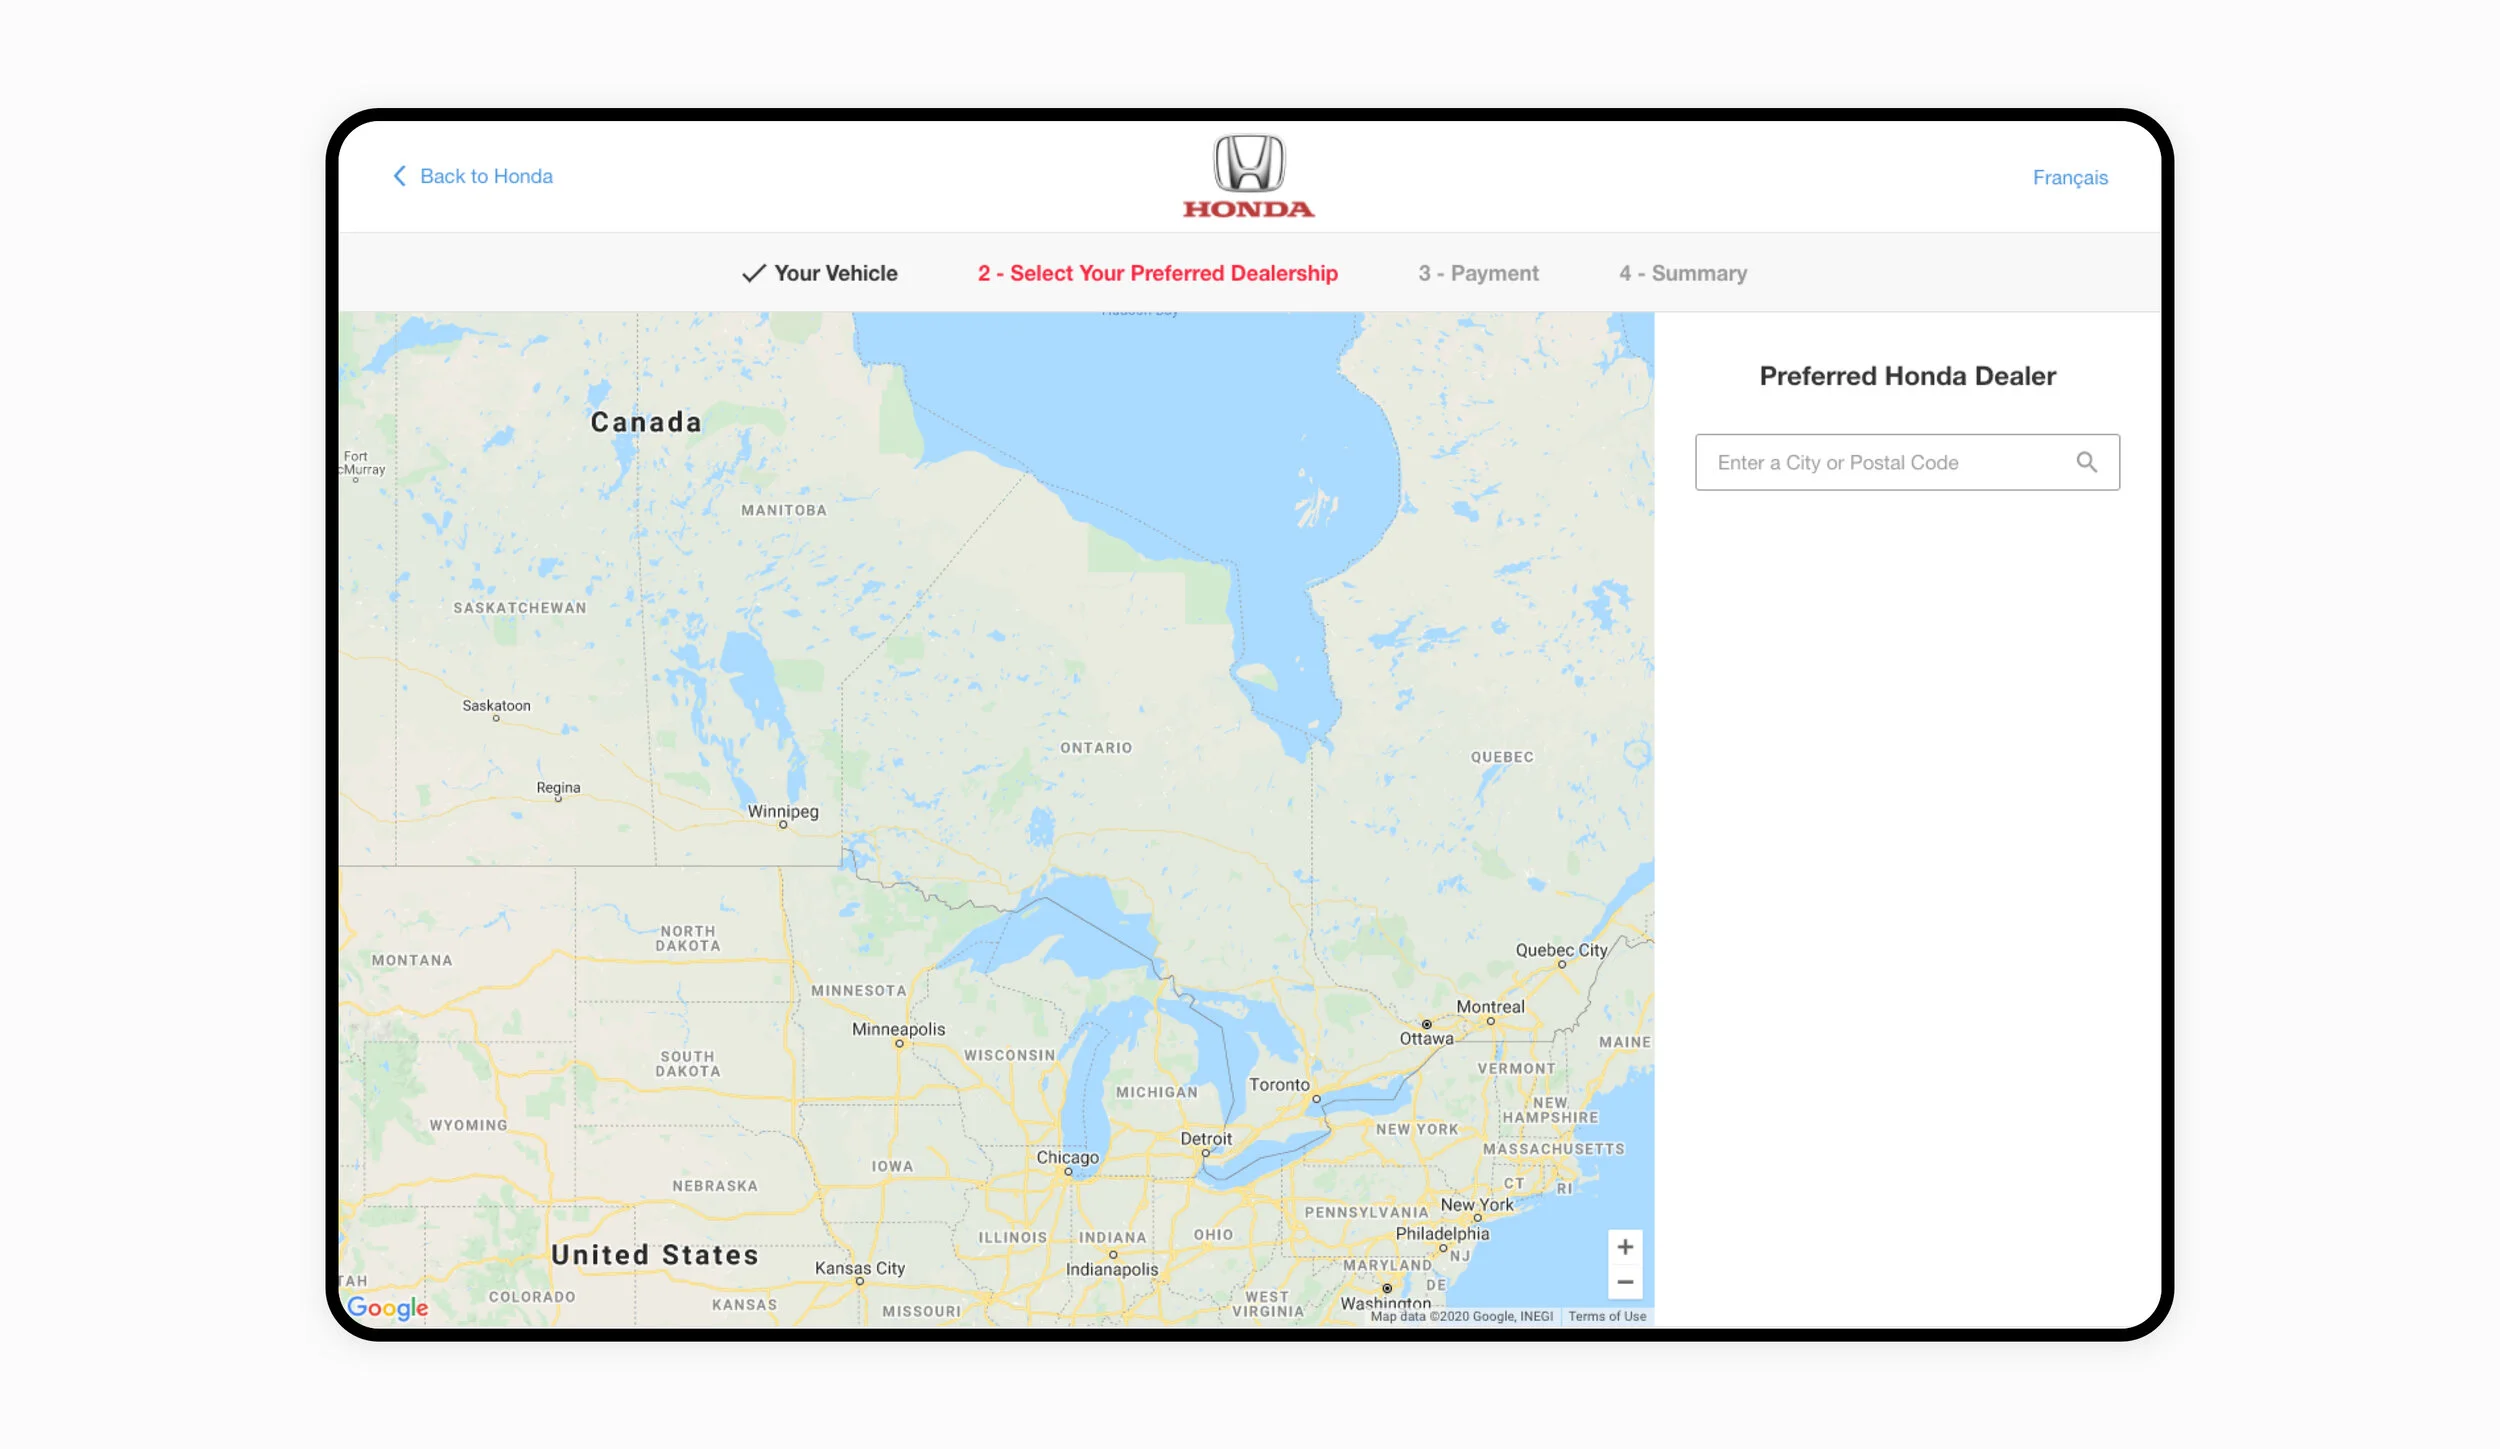 Back to Honda
HONDA
Français
Your Vehicle
2 - Select Your Preferred Dealership
3 - Payment
4 - Summary
Preferred Honda Dealer
Enter a City or Postal Code
Canada
Fort
cMurray
MANITOBA
SASKATCHEWAN
Saskatoon
ONTARIO
QUEBEC
Regina
Winnipeg
NORTH
DAKOTA
MONTANA
Quebec City
MINNESOTA
Montreal
Minneapolis
Ottawa
MAINE
WISCONSIN
SOUTH
DAKOTA
VERMONT
MICHIGAN
Toronto
NEW
HAMPSHIRE
WYOMING
NEW YORK
Detroit
MASSACHUSETTS
Chicago
IOWA
NEBRASKA
CT
RI
PENNSYLVANIA
New York
ILLINOIS
INDIANA
OHIO
Philadelphia
United States
NJ
Kansas City
Indianapolis
MARYLAND
TAH
DE
COLORADO
KANSAS
MISSOURI
WEST
VIRGINIA
Washington
Google
Map data ©2020 Google, INEGI
Terms of Use